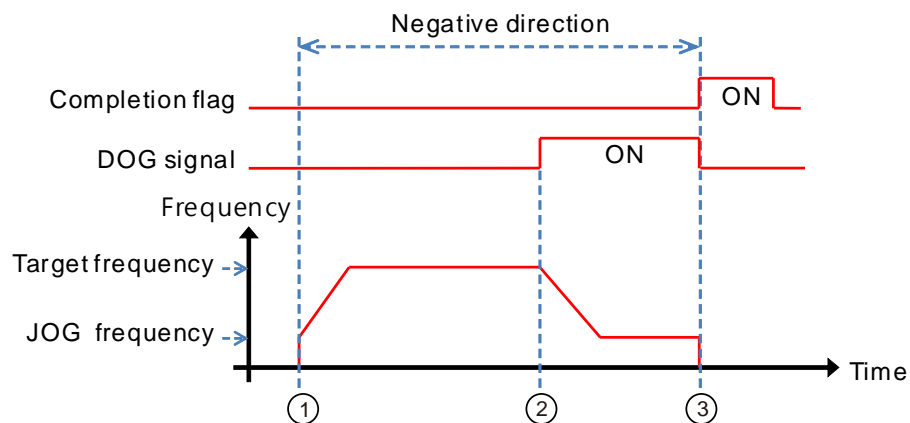 Negative direction
Completion flag
ON
DOG signal
ON
Frequency
Target frequency
JOG frequency
Time
1
2
3